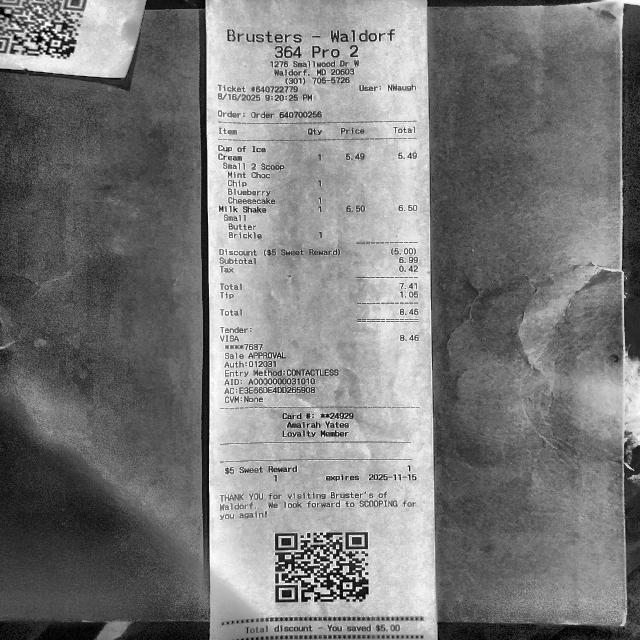 Brusters - Waldorf
364 Pro 2
1276 Smallwood Dr W
Waldorf, MD 20603
(301) 705-5726
Ticket #640722779 User: NWaugh
8/16/2025 9:20:25 PM
Order: Order 640700256
Item Qty Price Total
Cup of Ice
Cream 1 5.49 5.49
Small 2 Scoop
Mint Choc
Chip 1
Blueberry
Cheesecake 1
Milk Shake 1 6.50 6.50
Small
Butter
Brickle 1
Discount ($5 Sweet Reward) (5.00)
Subtotal 6.99
Tax 0.42
Total 7.41
Tip 1.05
Total 8.46
Tender:
VISA 8.46
****7687
Sale APPROVAL
Auth:012031
Entry Method:CONTACTLESS
AID: A0000000031010
AC:E3E66DE4DD265908
CVM:None
Card #: **24929
Amairah Yates
Loyalty Member
$5 Sweet Reward 1
1 expires 2025-11-15
THANK YOU for visiting Bruster's of
Waldorf. We look forward to SCOOPING for
you again!
Total discount - You saved $5.00